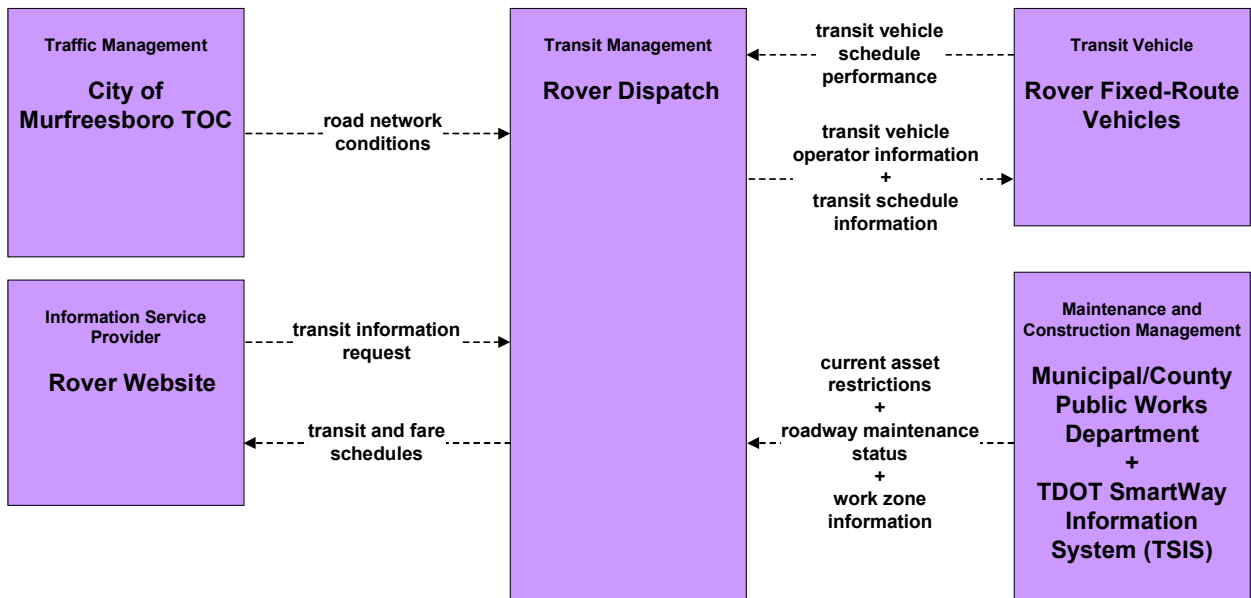 Traffic Management
City of
Murfreesboro TOC
road network
conditions
Information Service
Provider
Rover Website
transit information
request
transit and fare
schedules
Transit Management
Rover Dispatch
transit vehicle
schedule
performance
transit vehicle
operator information
+
transit schedule
information
current asset
restrictions
+
roadway maintenance
status
+
work zone
information
Transit Vehicle
Rover Fixed-Route
Vehicles
Maintenance and
Construction Management
Municipal/County
Public Works
Department
+
TDOT SmartWay
Information
System (TSIS)